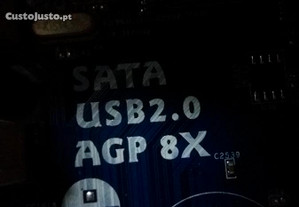 CustoJusto.pt
SATA
USB2.0
AGP 8X
C2539